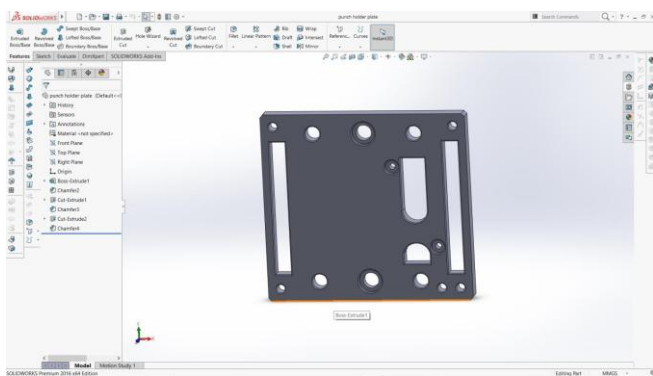 SOLIDWORKS
punch holder plate
Search Commands
Extruded Boss/Base
Revolved Boss/Base
Swept Boss/Base
Lofted Boss/Base
Boundary Boss/Base
Extruded Cut
Hole Wizard
Revolved Cut
Swept Cut
Lofted Cut
Boundary Cut
Fillet
Linear Pattern
Rib
Draft
Shell
Wrap
Intersect
Mirror
Referenc...
Curves
Instant3D
Features
Sketch
Evaluate
DimXpert
SOLIDWORKS Add-Ins
punch holder plate (Default<<
History
Sensors
Annotations
Material <not specified>
Front Plane
Top Plane
Right Plane
Origin
Boss-Extrude1
Chamfer2
Cut-Extrude1
Chamfer3
Cut-Extrude2
Chamfer4
Boss-Extrude1
Model
Motion Study 1
SOLIDWORKS Premium 2016 x64 Edition
Editing Part
MMGS